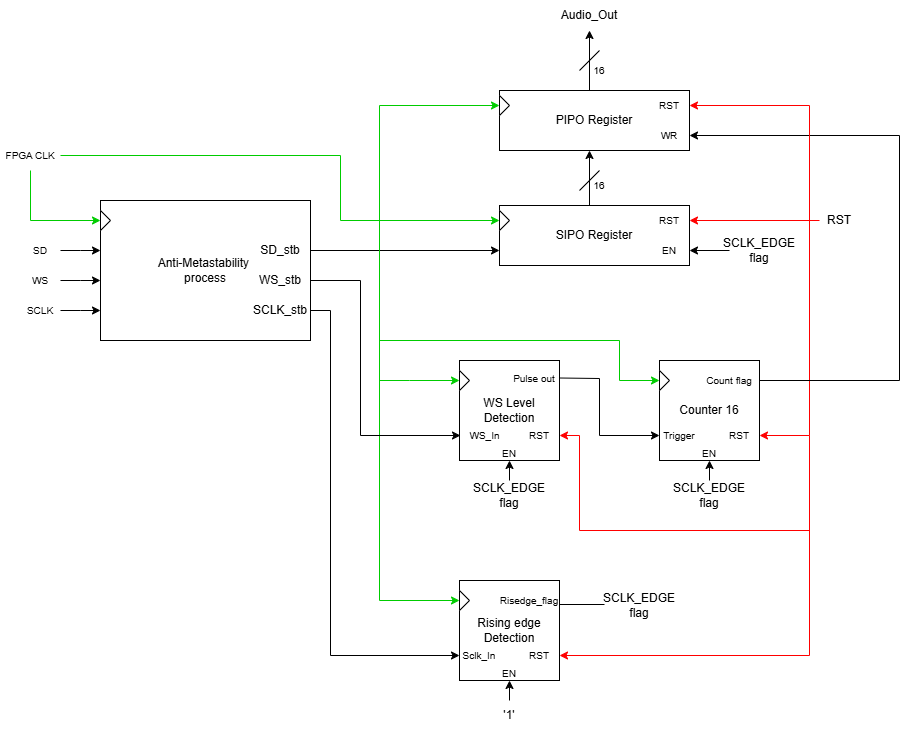 Audio_Out
16
RST
PIPO Register
WR
FPGA CLK
16
RST
SIPO Register
EN
RST
SCLK_EDGE
flag
SD
WS
SCLK
Anti-Metastability
process
SD_stb
WS_stb
SCLK_stb
Pulse out
WS Level
Detection
WS_In
RST
EN
SCLK_EDGE
flag
Count flag
Counter 16
Trigger
RST
EN
SCLK_EDGE
flag
Risedge_flag
SCLK_EDGE
flag
Rising edge
Detection
Sclk_In
RST
EN
'1'